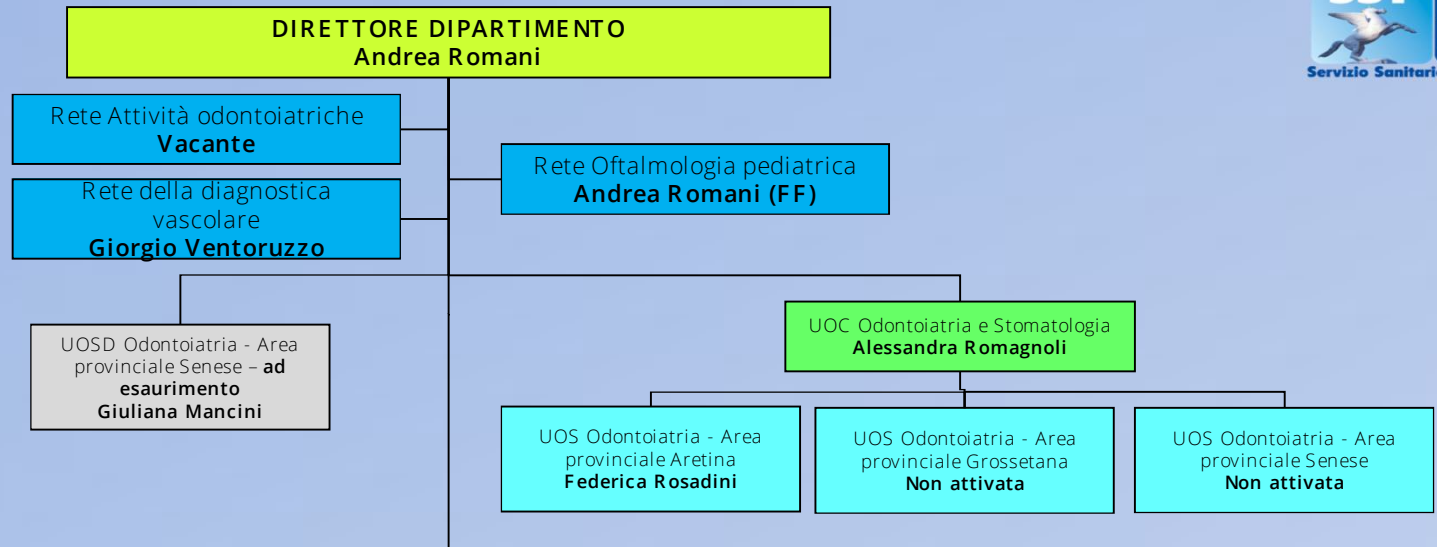 DIRETTORE DIPARTIMENTO
Andrea Romani
Servizio Sanitari
Rete Attività odontoiatriche
Vacante
Rete Oftalmologia pediatrica
Andrea Romani (FF)
Rete della diagnostica
vascolare
Giorgio Ventoruzzo
UOSD Odontoiatria - Area
provinciale Senese – ad
esaurimento
Giuliana Mancini
UOC Odontoiatria e Stomatologia
Alessandra Romagnoli
UOS Odontoiatria - Area
provinciale Aretina
Federica Rosadini
UOS Odontoiatria - Area
provinciale Grossetana
Non attivata
UOS Odontoiatria - Area
provinciale Senese
Non attivata